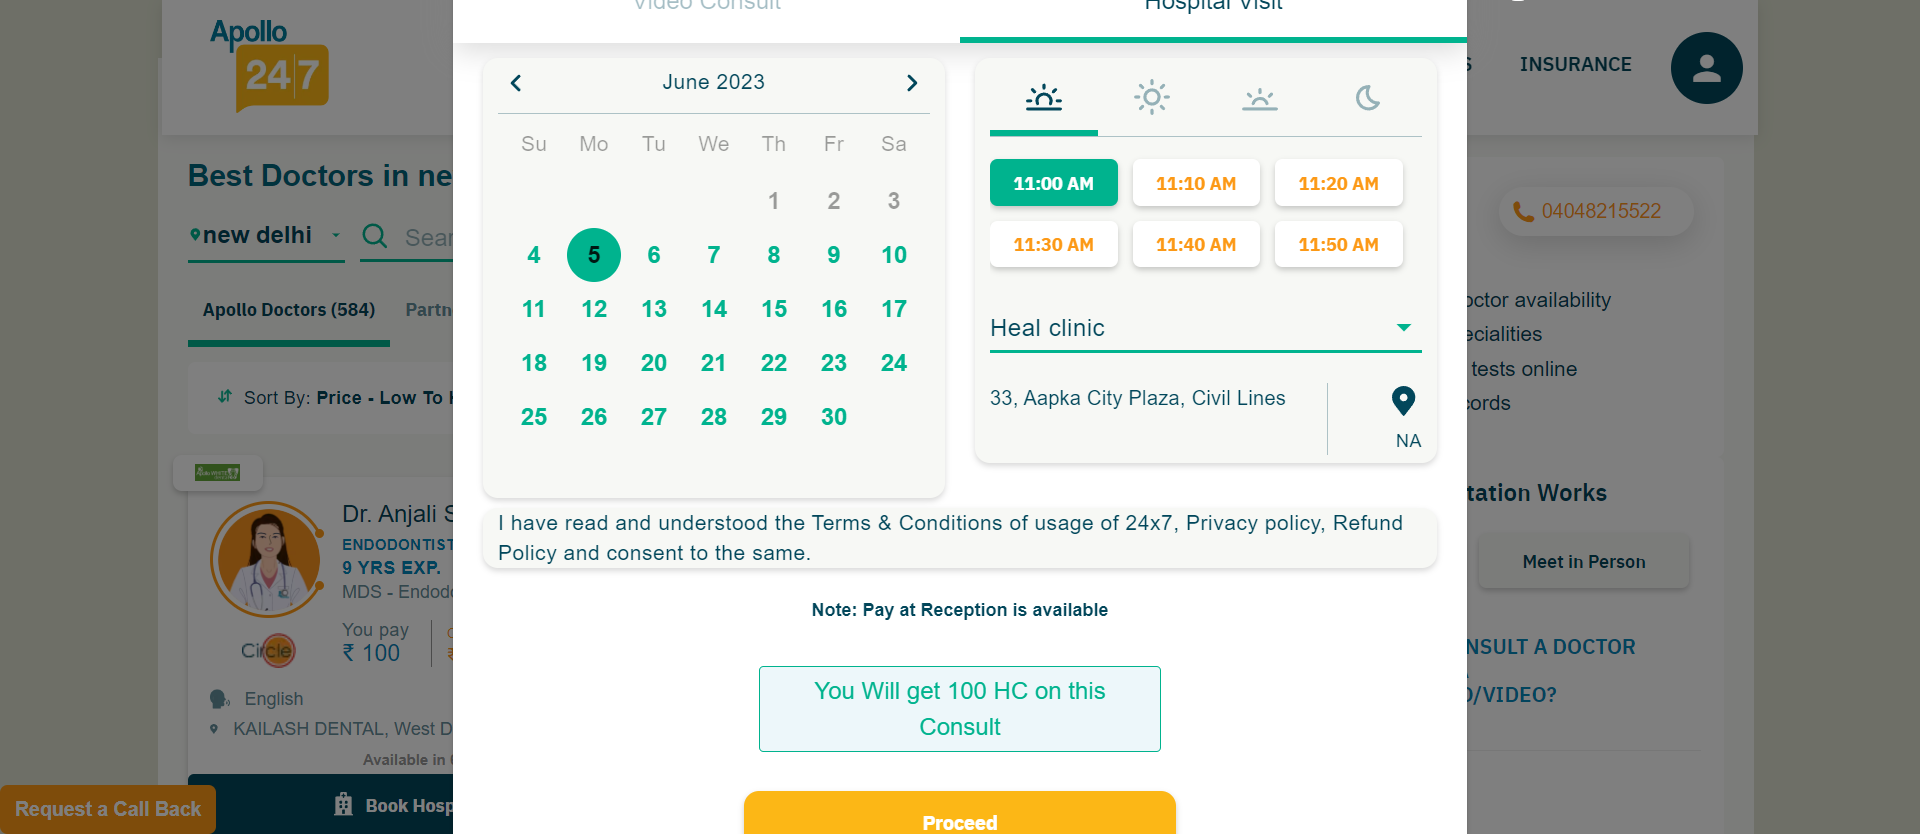 Video Consult
Hospital Visit
Apollo
24|7
INSURANCE
June 2023
Su Mo Tu We Th Fr Sa
1 2 3
4 5 6 7 8 9 10
11 12 13 14 15 16 17
18 19 20 21 22 23 24
25 26 27 28 29 30
11:00 AM 11:10 AM 11:20 AM
11:30 AM 11:40 AM 11:50 AM
Heal clinic
33, Aapka City Plaza, Civil Lines
NA
I have read and understood the Terms & Conditions of usage of 24x7, Privacy policy, Refund
Policy and consent to the same.
Note: Pay at Reception is available
You Will get 100 HC on this
Consult
Proceed
Best Doctors in ne
new delhi
Sear
Apollo Doctors (584)
Partn
Sort By: Price - Low To
Dr. Anjali S
ENDODONTIST
9 YRS EXP.
MDS - Endod
Circle
You pay
₹ 100
English
KAILASH DENTAL, West D
Available in
Book Hosp
Request a Call Back
04048215522
octor availability
ecialities
tests online
cords
tation Works
Meet in Person
NSULT A DOCTOR
O/VIDEO?